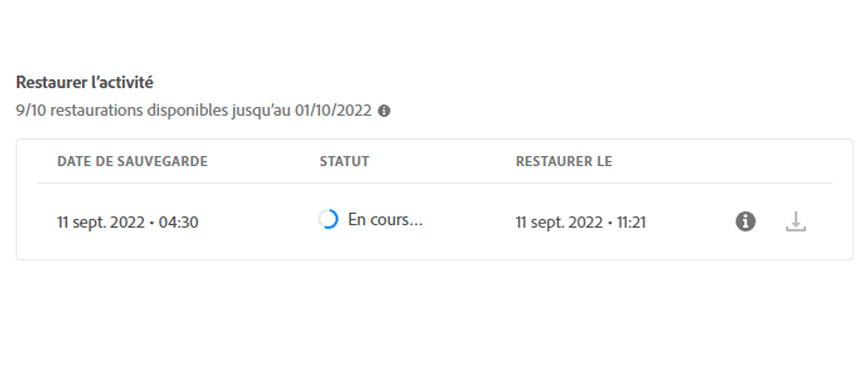 Restaurer l’activité
9/10 restaurations disponibles jusqu’au 01/10/2022
DATE DE SAUVEGARDE STATUT RESTAURER LE
11 sept. 2022 • 04:30 En cours… 11 sept. 2022 • 11:21